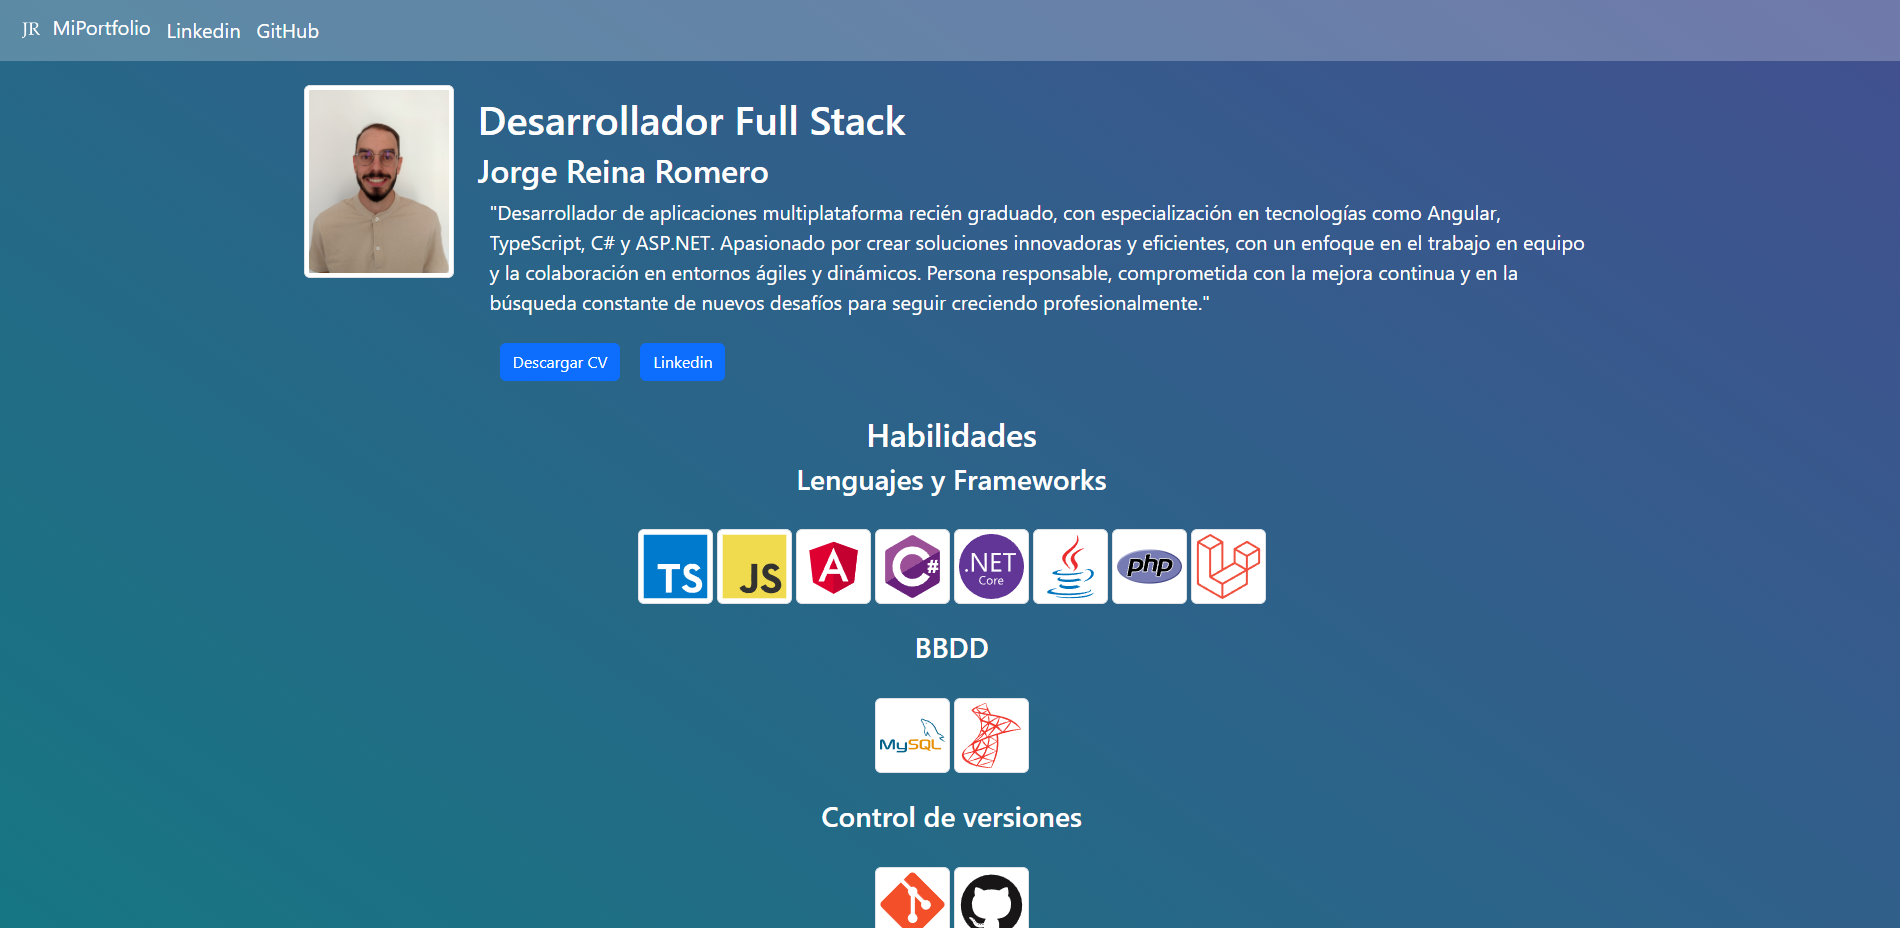 JR MiPortfolio Linkedin GitHub
Desarrollador Full Stack
Jorge Reina Romero
"Desarrollador de aplicaciones multiplataforma recién graduado, con especialización en tecnologías como Angular,
TypeScript, C# y ASP.NET. Apasionado por crear soluciones innovadoras y eficientes, con un enfoque en el trabajo en equipo
y la colaboración en entornos ágiles y dinámicos. Persona responsable, comprometida con la mejora continua y en la
búsqueda constante de nuevos desafíos para seguir creciendo profesionalmente."
Descargar CV Linkedin
Habilidades
Lenguajes y Frameworks
TS JS A C# .NET Core php
BBDD
MySQL
Control de versiones